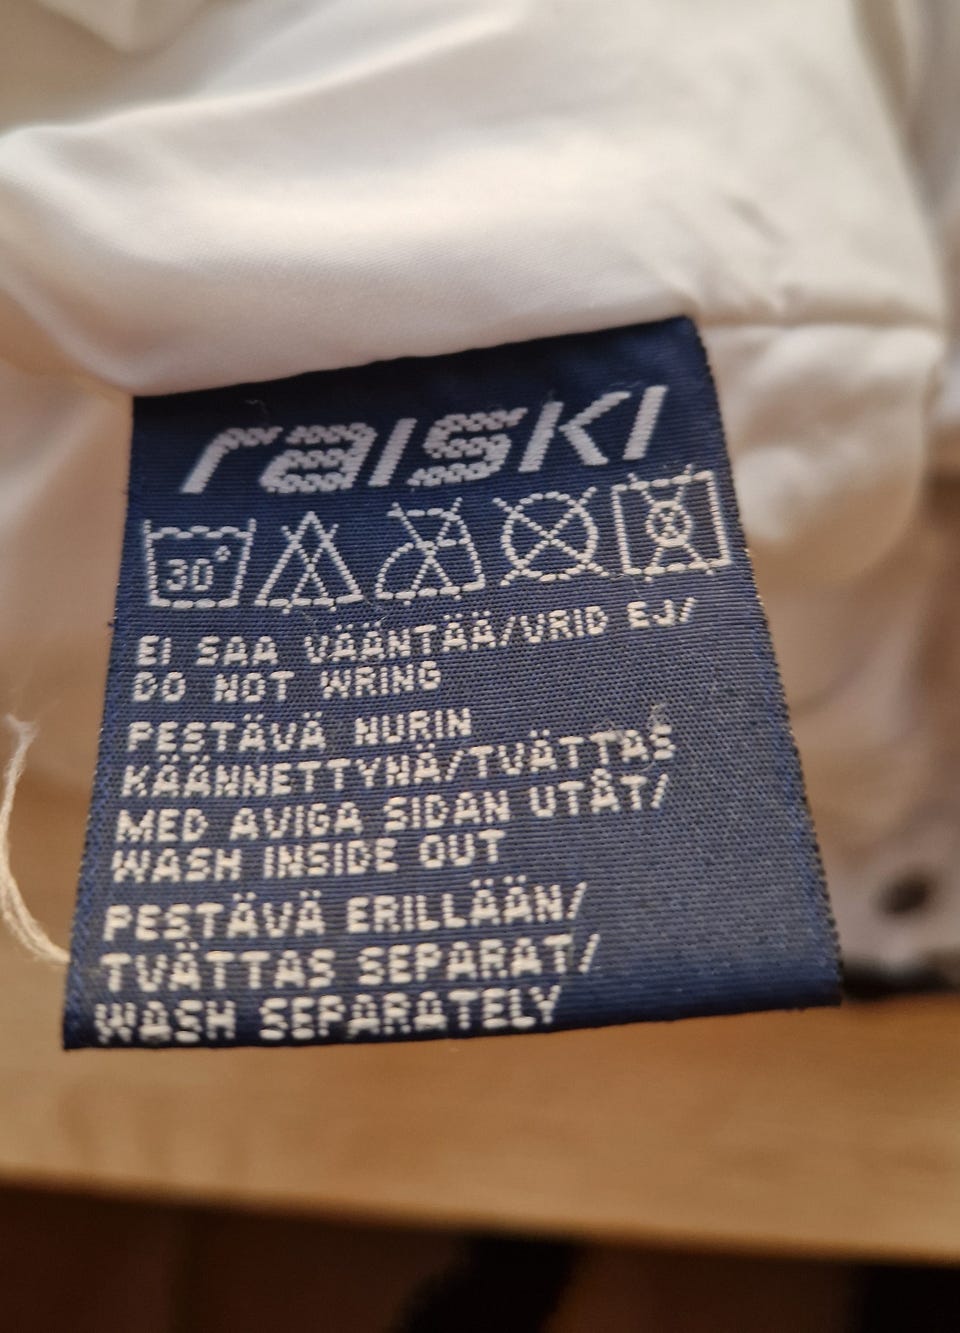 raiski
30°
EI SAA VÄÄNTÄÄ/VRID EJ/
DO NOT WRING
PESTÄVÄ NURIN
KÄÄNNETTYNÄ/TVÄTTAS
MED AVIGA SIDAN UTÅT/
WASH INSIDE OUT
PESTÄVÄ ERILLÄÄN/
TVÄTTAS SEPARAT/
WASH SEPARATELY